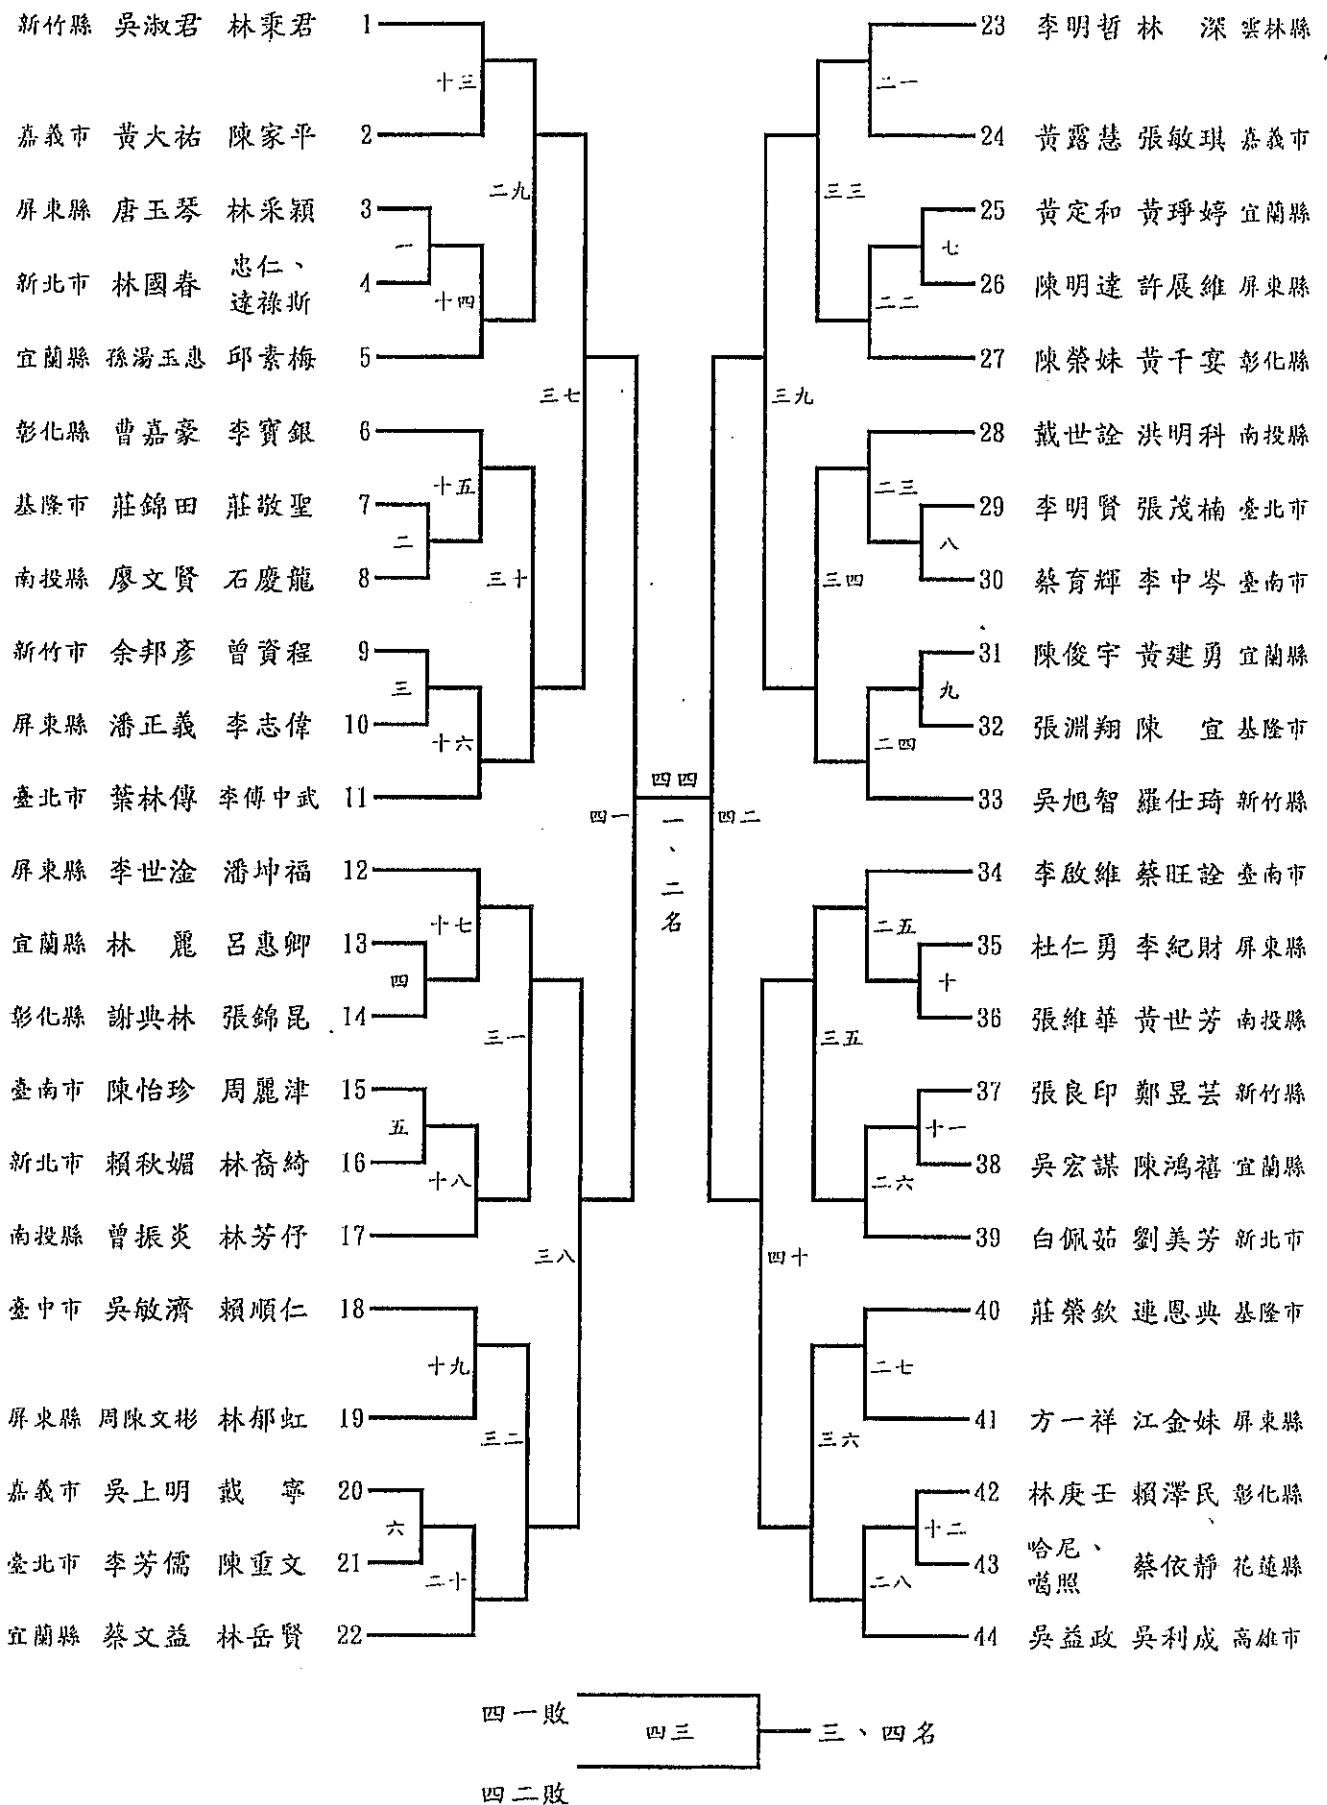 新竹縣 吳淑君 林秉君 1
十三
嘉義市 黃大祐 陳家平 2
二九
屏東縣 唐玉琴 林采穎 3
一
新北市 林國春 忠仁、達祿斯 4
十四
宜蘭縣 孫湯玉惠 邱素梅 5
三七
彰化縣 曹嘉豪 李寶銀 6
十五
基隆市 莊錦田 莊敬聖 7
二
南投縣 廖文賢 石慶龍 8
三十
新竹市 余邦彥 曾資程 9
三
屏東縣 潘正義 李志偉 10
十六
臺北市 葉林傳 李傅中武 11
四一
屏東縣 李世淦 潘坤福 12
十七
宜蘭縣 林 麗 呂惠卿 13
四
彰化縣 謝典林 張錦昆 14
三一
臺南市 陳怡珍 周麗津 15
五
新北市 賴秋媚 林裔綺 16
十八
南投縣 曾振炎 林芳伃 17
三八
臺中市 吳敏濟 賴順仁 18
十九
屏東縣 周陳文彬 林郁虹 19
三二
嘉義市 吳上明 戴 寧 20
六
臺北市 李芳儒 陳重文 21
二十
宜蘭縣 蔡文益 林岳賢 22
四四
一、二名
23 李明哲 林 深 雲林縣
二一
24 黃露慧 張敏琪 嘉義市
三三
25 黃定和 黃琤婷 宜蘭縣
七
26 陳明達 許展維 屏東縣
二二
27 陳榮妹 黃千宴 彰化縣
三九
28 戴世詮 洪明科 南投縣
二三
29 李明賢 張茂楠 臺北市
八
30 蔡育輝 李中岑 臺南市
三四
31 陳俊宇 黃建勇 宜蘭縣
九
32 張淵翔 陳 宜 基隆市
二四
33 吳旭智 羅仕琦 新竹縣
四二
34 李啟維 蔡旺詮 臺南市
二五
35 杜仁勇 李紀財 屏東縣
十
36 張維華 黃世芳 南投縣
三五
37 張良印 鄭昱芸 新竹縣
十一
38 吳宏謀 陳鴻禧 宜蘭縣
二六
39 白佩茹 劉美芳 新北市
四十
40 莊榮欽 連恩典 基隆市
二七
41 方一祥 江金妹 屏東縣
三六
42 林庚壬 賴澤民 彰化縣
十二
43 哈尼、噶照 蔡依靜 花蓮縣
二八
44 吳益政 吳利成 高雄市
四一敗
四三 三、四名
四二敗